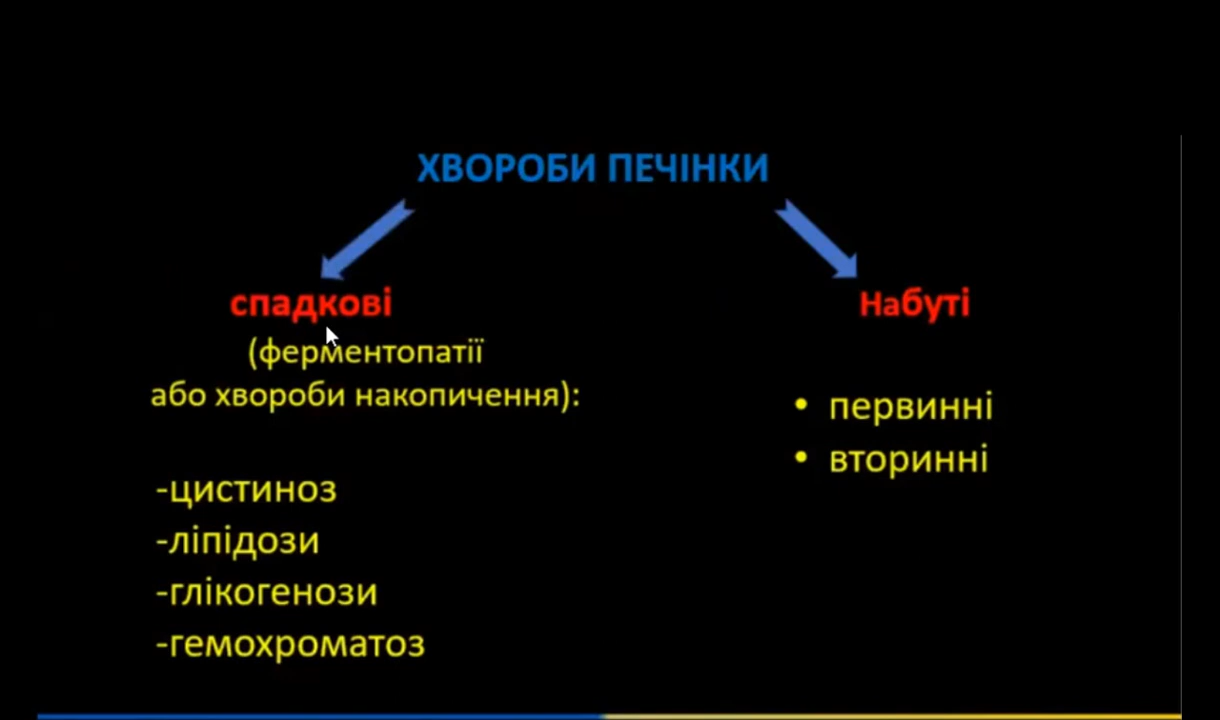 ХВОРОБИ ПЕЧІНКИ
спадкові
(ферментопатії
або хвороби накопичення):
-цистиноз
-ліпідози
-глікогенози
-гемохроматоз
Набуті
• первинні
• вторинні